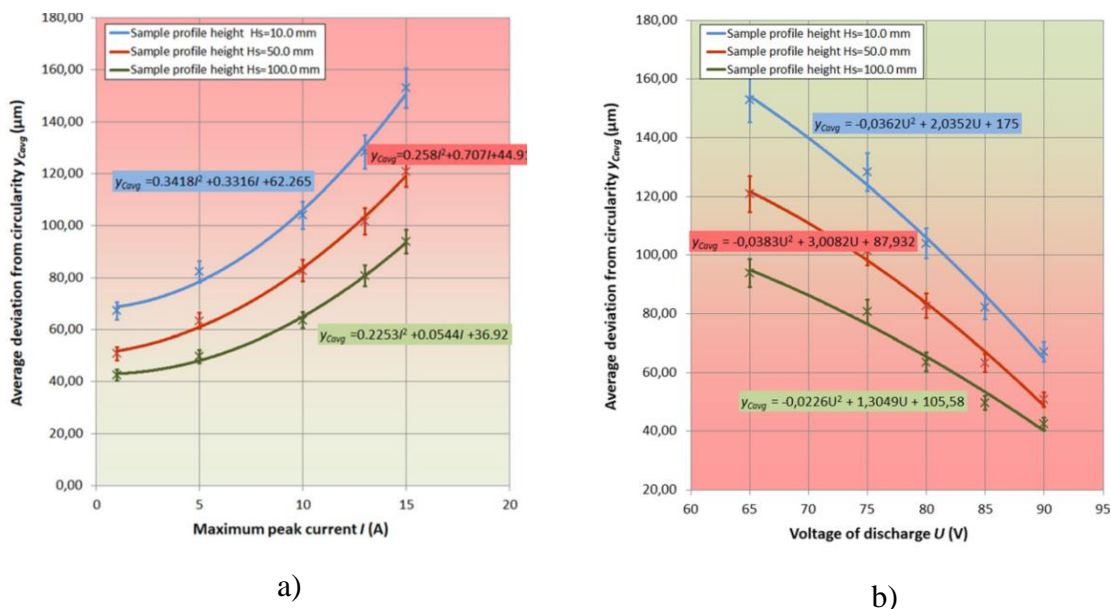 180,00
160,00
140,00
120,00
100,00
80,00
60,00
40,00
20,00
0,00
Average deviation from circularity yCavg (µm)
Sample profile height Hs=10.0 mm
Sample profile height Hs=50.0 mm
Sample profile height Hs=100.0 mm
yCavg=0.258I²+0.707I+44.91
yCavg =0.3418I² +0.3316I +62.265
yCavg =0.2253I² +0.0544I +36.92
0 5 10 15 20
Maximum peak current I (A)
a)
180,00
160,00
140,00
120,00
100,00
80,00
60,00
40,00
20,00
Average deviation from circularity yCavg (µm)
Sample profile height Hs=10.0 mm
Sample profile height Hs=50.0 mm
Sample profile height Hs=100.0 mm
yCavg = -0,0362U² + 2,0352U + 175
yCavg = -0,0383U² + 3,0082U + 87,932
yCavg = -0,0226U² + 1,3049U + 105,58
60 65 70 75 80 85 90 95
Voltage of discharge U (V)
b)